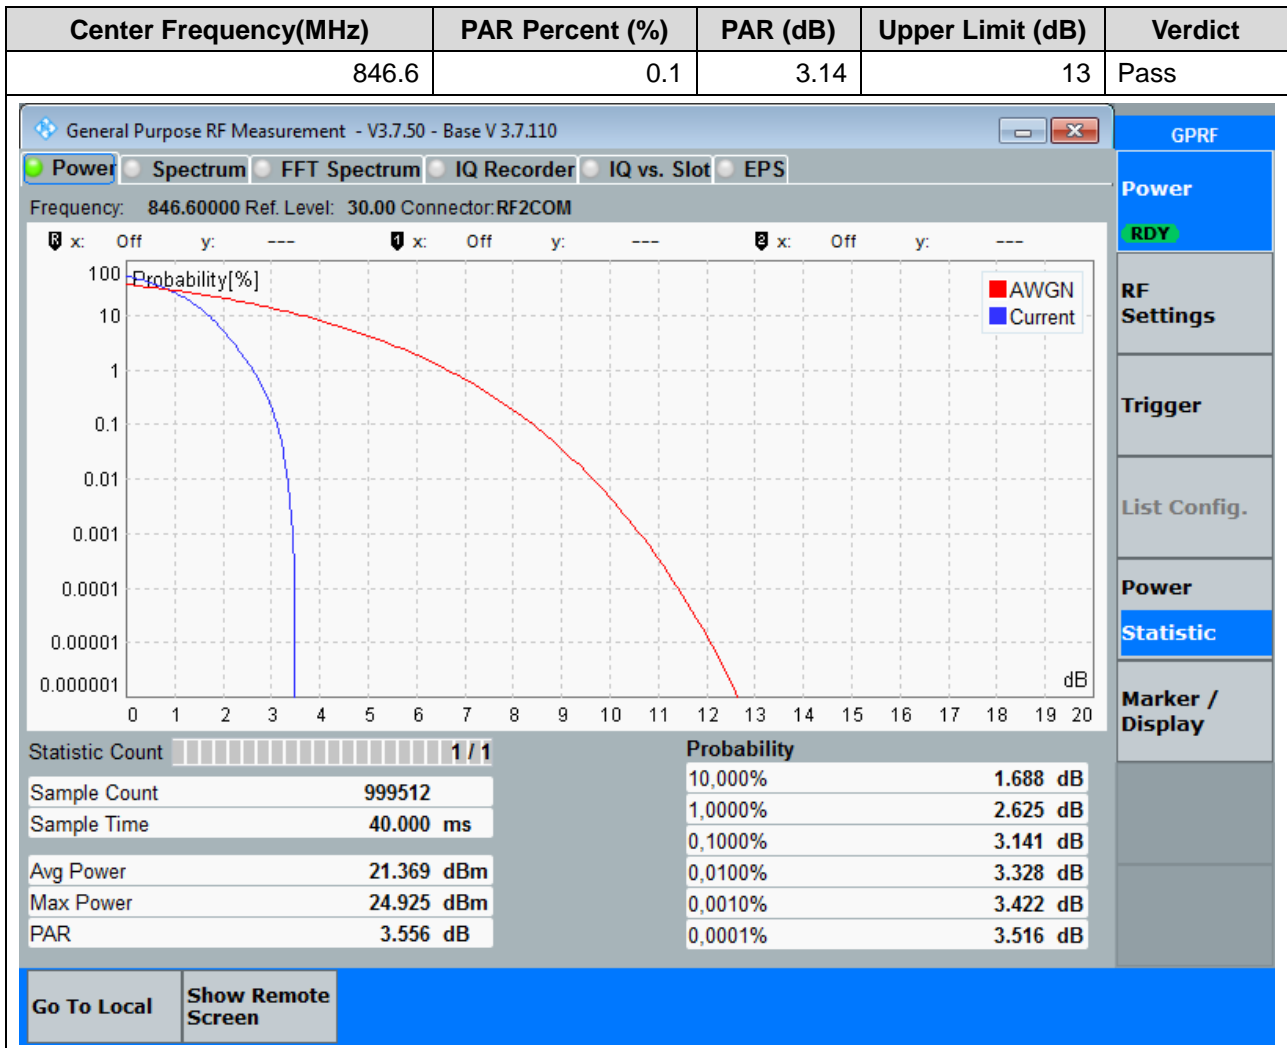 Center Frequency(MHz) PAR Percent (%) PAR (dB) Upper Limit (dB) Verdict
846.6 0.1 3.14 13 Pass
General Purpose RF Measurement - V3.7.50 - Base V 3.7.110
GPRF
Power Spectrum FFT Spectrum IQ Recorder IQ vs. Slot EPS
Frequency: 846.60000 Ref. Level: 30.00 Connector: RF2COM
R x: Off y: --- 1 x: Off y: --- 2 x: Off y: ---
Probability[%]
AWGN
Current
100
10
1
0.1
0.01
0.001
0.0001
0.00001
0.000001
dB
0 1 2 3 4 5 6 7 8 9 10 11 12 13 14 15 16 17 18 19 20
Statistic Count 1 / 1
Sample Count 999512
Sample Time 40.000 ms
Avg Power 21.369 dBm
Max Power 24.925 dBm
PAR 3.556 dB
Probability
10,000% 1.688 dB
1,0000% 2.625 dB
0,1000% 3.141 dB
0,0100% 3.328 dB
0,0010% 3.422 dB
0,0001% 3.516 dB
Power
RDY
RF
Settings
Trigger
List Config.
Power
Statistic
Marker /
Display
Go To Local
Show Remote
Screen